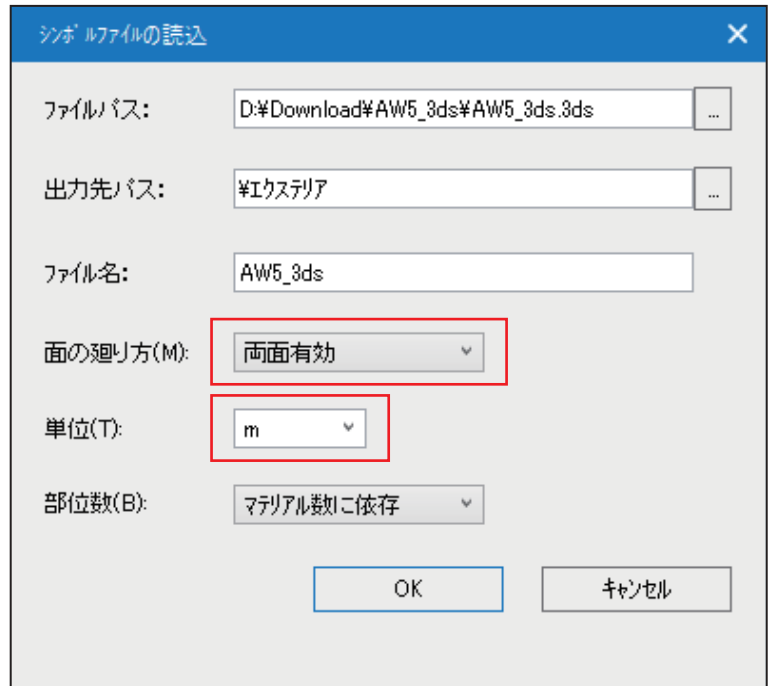 ｼﾝﾎﾞﾙﾌｧｲﾙの読込
ﾌｧｲﾙパス: D:¥Download¥AW5_3ds¥AW5_3ds.3ds ...
出力先パス: ¥ｴｸｽﾃﾘｱ ...
ﾌｧｲﾙ名: AW5_3ds
面の廻り方(M): 両面有効
単位(T): m
部位数(B): ﾏﾃﾘｱﾙ数に依存
OK ｷｬﾝｾﾙ